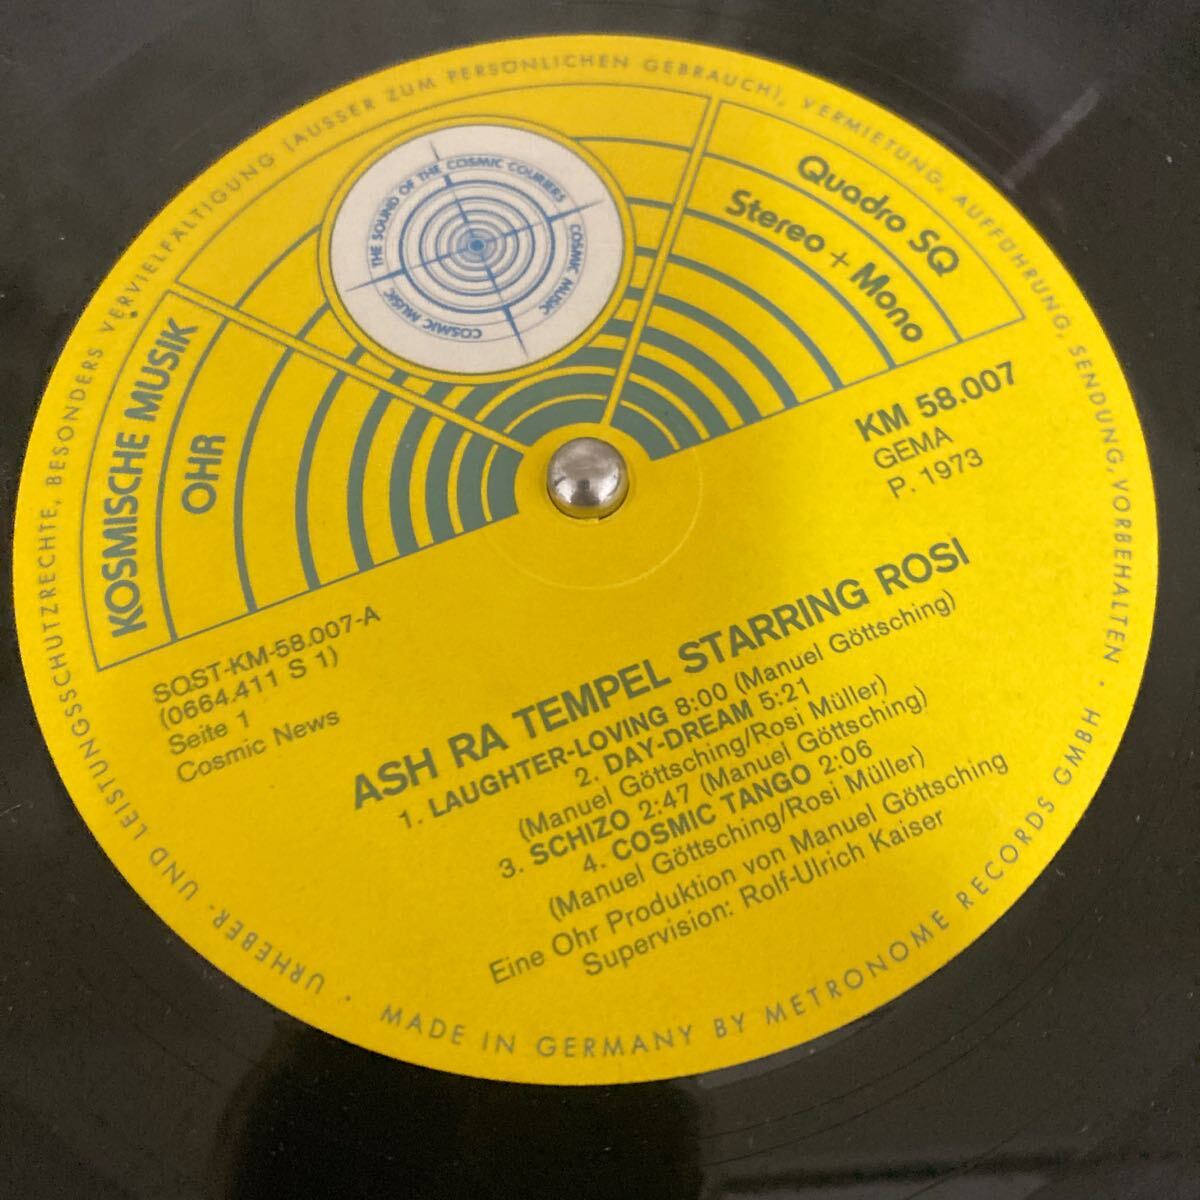 URHEBER- UND LEISTUNGSSCHUTZRECHTE, BESONDERS VERVIELFÄLTIGUNG (AUSSER ZUM PERSÖNLICHEN GEBRAUCH), VERMIETUNG, AUFFÜHRUNG, SENDUNG, VORBEHALTEN ·
KOSMISCHE MUSIK
OHR
THE SOUND OF THE COSMIC COURIERS
COSMIC MUSIC
COSMIC MUSIC
COSMIC MUSIC
Quadro SQ
Stereo + Mono
KM 58.007
GEMA
P. 1973
SQST-KM-58.007-A
(0664.411 S 1)
Seite 1
Cosmic News
ASH RA TEMPEL STARRING ROSI
1. LAUGHTER-LOVING 8:00 (Manuel Göttsching)
2. DAY-DREAM 5:21
(Manuel Göttsching/Rosi Müller)
3. SCHIZO 2:47 (Manuel Göttsching)
4. COSMIC TANGO 2:06
(Manuel Göttsching/Rosi Müller)
Eine Ohr Produktion von Manuel Göttsching
Supervision: Rolf-Ulrich Kaiser
· MADE IN GERMANY BY METRONOME RECORDS GMBH ·